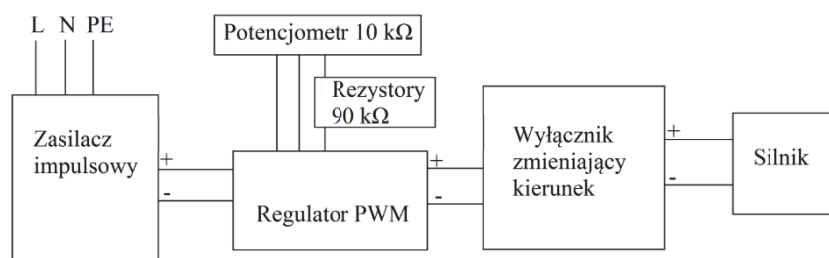 L N PE
Potencjometr 10 kΩ
Rezystory
90 kΩ
Zasilacz
impulsowy
+
-
Regulator PWM
+
-
Wyłącznik
zmieniający
kierunek
+
-
Silnik